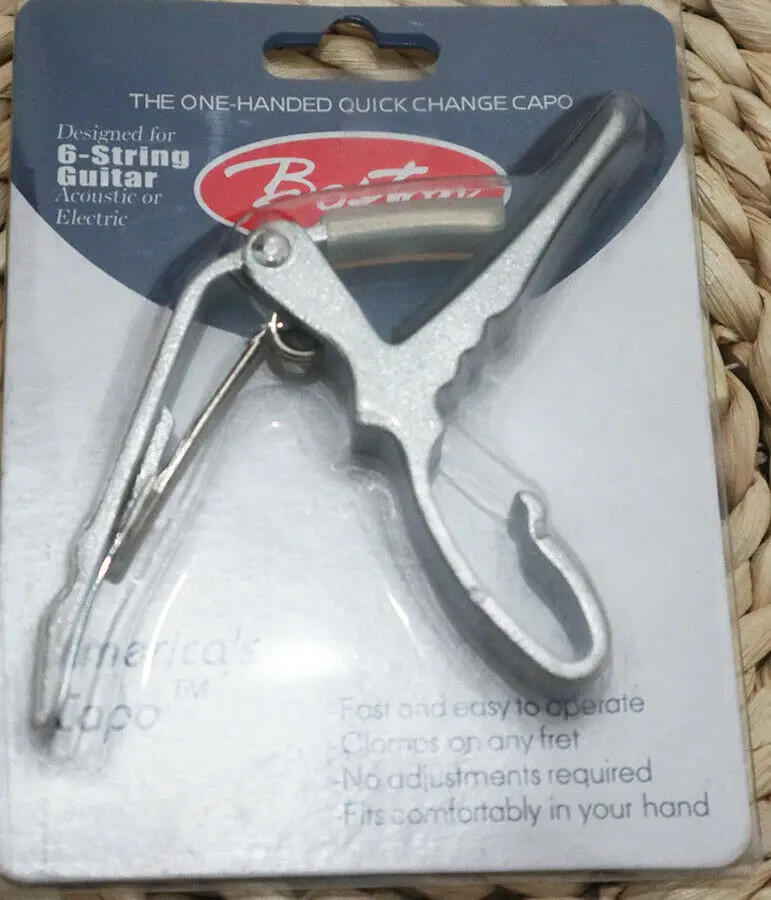 THE ONE-HANDED QUICK CHANGE CAPO
Designed for
6-String
Guitar
Acoustic or
Electric
America's
Capo™
-Fast and easy to operate
-Clamps on any fret
-No adjustments required
-Fits comfortably in your hand